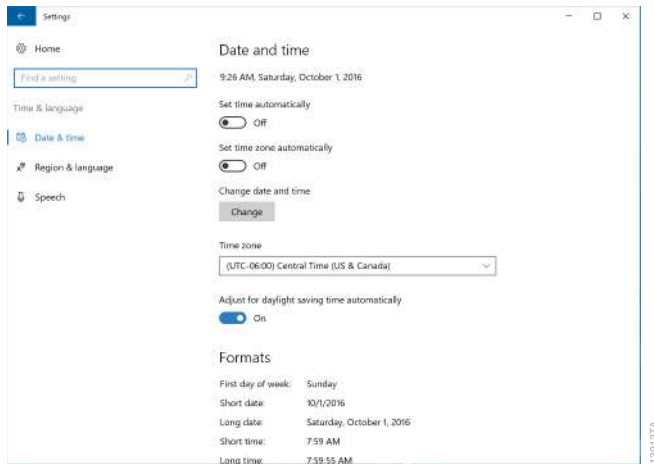 Settings
Home
Find a setting
Time & language
Date & time
Region & language
Speech
Date and time
9:26 AM, Saturday, October 1, 2016
Set time automatically
Off
Set time zone automatically
Off
Change date and time
Change
Time zone
(UTC-06:00) Central Time (US & Canada)
Adjust for daylight saving time automatically
On
Formats
First day of week: Sunday
Short date: 10/1/2016
Long date: Saturday, October 1, 2016
Short time: 7:59 AM
Long time: 7:59:55 AM